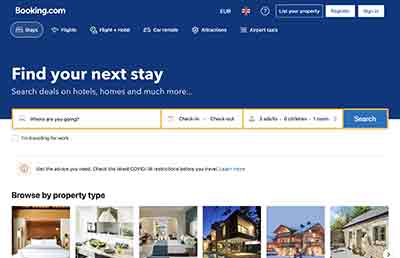 Booking.com
EUR
List your property
Register
Sign in
Stays
Flights
Flight + Hotel
Car rentals
Attractions
Airport taxis
Find your next stay
Search deals on hotels, homes and much more...
Where are you going?
Check-in — Check-out
2 adults · 0 children · 1 room
Search
I'm travelling for work
Get the advice you need. Check the latest COVID-19 restrictions before you travel. Learn more
Browse by property type